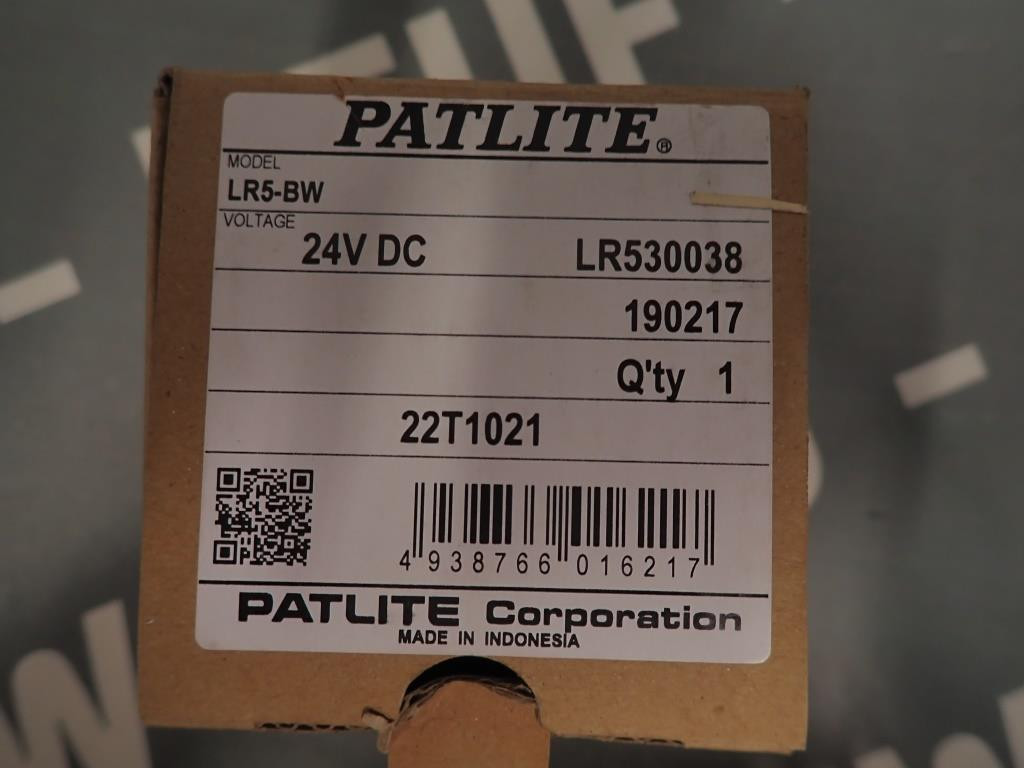 PATLITE®
MODEL
LR5-BW
VOLTAGE
24V DC LR530038
190217
Q'ty 1
22T1021
4 938766 016217
PATLITE Corporation
MADE IN INDONESIA